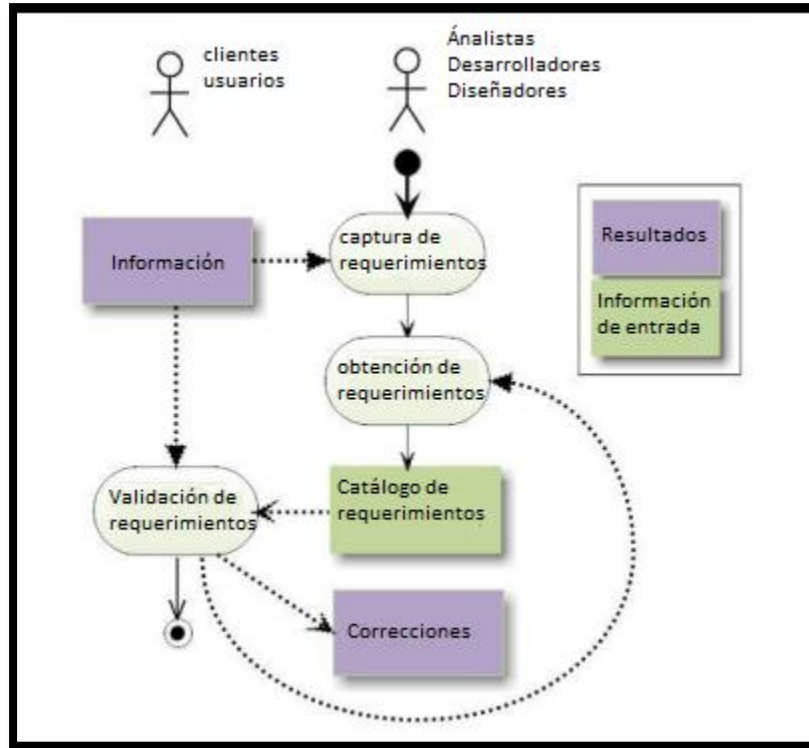 clientes
usuarios
Ánalistas
Desarrolladores
Diseñadores
Información
captura de
requerimientos
Resultados
Información
de entrada
obtención de
requerimientos
Validación de
requerimientos
Catálogo de
requerimientos
Correcciones